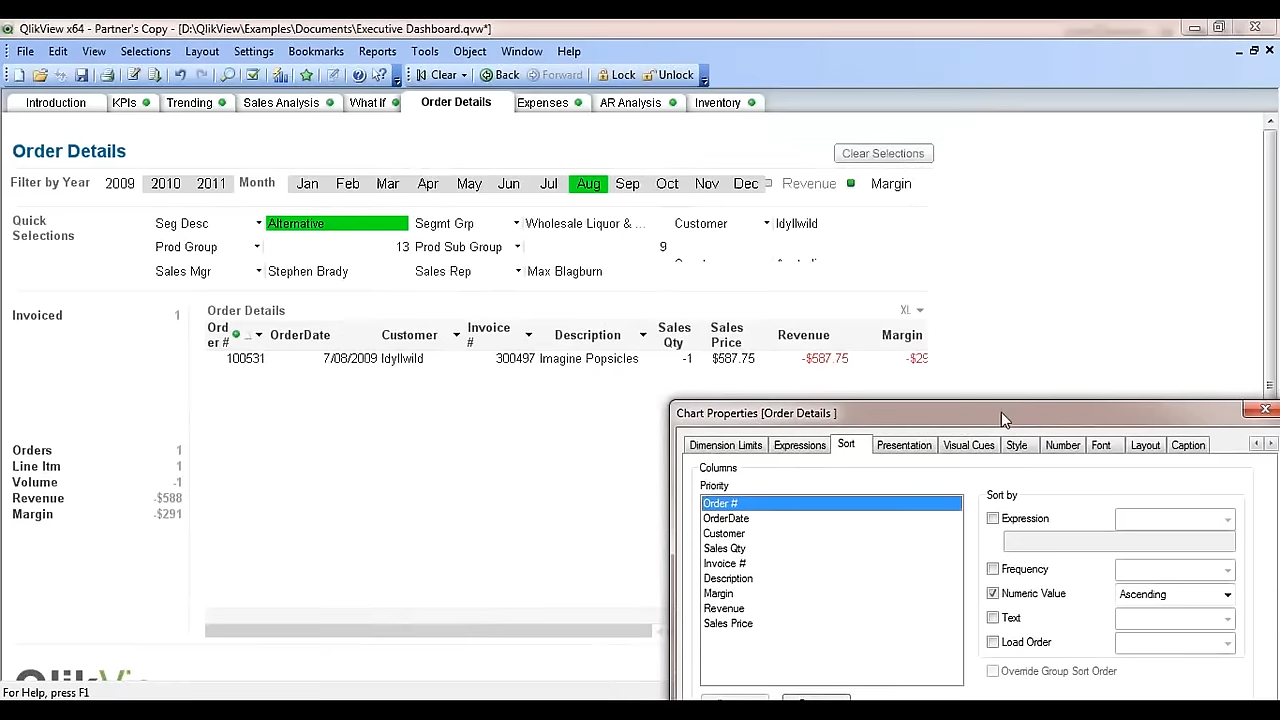 QlikView x64 - Partner's Copy - [D:\QlikView\Examples\Documents\Executive Dashboard.qvw*]
File Edit View Selections Layout Settings Bookmarks Reports Tools Object Window Help
Clear Back Forward Lock Unlock
Introduction KPIs Trending Sales Analysis What If Order Details Expenses AR Analysis Inventory
Order Details Clear Selections
Filter by Year 2009 2010 2011 Month Jan Feb Mar Apr May Jun Jul Aug Sep Oct Nov Dec Revenue Margin
Quick Selections
Seg Desc Alternative Segmt Grp Wholesale Liquor & ... Customer Idyllwild
Prod Group 13 Prod Sub Group 9
Sales Mgr Stephen Brady Sales Rep Max Blagburn
Invoiced 1
Order Details XL
Ord er # OrderDate Customer Invoice # Description Sales Qty Sales Price Revenue Margin
100531 7/08/2009 Idyllwild 300497 Imagine Popsicles -1 $587.75 -$587.75 -$29
Orders 1
Line Itm 1
Volume -1
Revenue -$588
Margin -$291
Chart Properties [Order Details ]
Dimension Limits Expressions Sort Presentation Visual Cues Style Number Font Layout Caption
Columns
Priority
Order #
OrderDate
Customer
Sales Qty
Invoice #
Description
Margin
Revenue
Sales Price
Sort by
Expression
Frequency
Numeric Value Ascending
Text
Load Order
Override Group Sort Order
QlikView
For Help, press F1